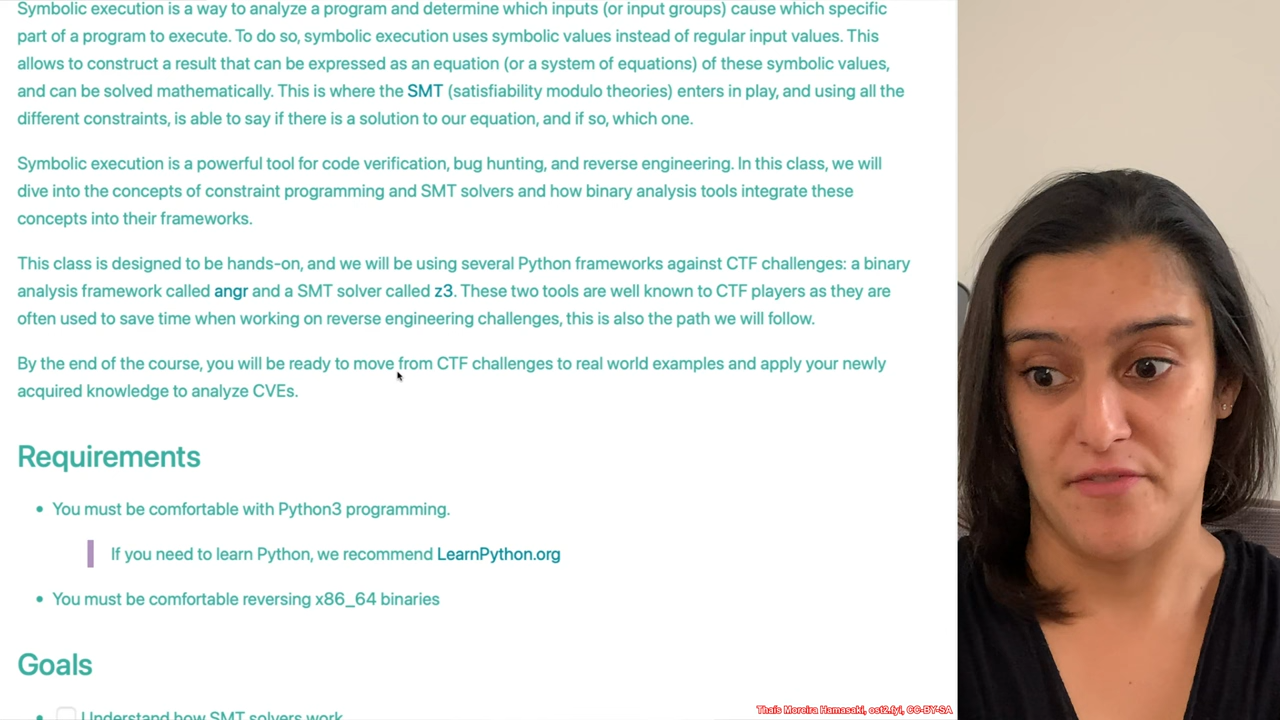 Symbolic execution is a way to analyze a program and determine which inputs (or input groups) cause which specific
part of a program to execute. To do so, symbolic execution uses symbolic values instead of regular input values. This
allows to construct a result that can be expressed as an equation (or a system of equations) of these symbolic values,
and can be solved mathematically. This is where the SMT (satisfiability modulo theories) enters in play, and using all the
different constraints, is able to say if there is a solution to our equation, and if so, which one.
Symbolic execution is a powerful tool for code verification, bug hunting, and reverse engineering. In this class, we will
dive into the concepts of constraint programming and SMT solvers and how binary analysis tools integrate these
concepts into their frameworks.
This class is designed to be hands-on, and we will be using several Python frameworks against CTF challenges: a binary
analysis framework called angr and a SMT solver called z3. These two tools are well known to CTF players as they are
often used to save time when working on reverse engineering challenges, this is also the path we will follow.
By the end of the course, you will be ready to move from CTF challenges to real world examples and apply your newly
acquired knowledge to analyze CVEs.
Requirements
• You must be comfortable with Python3 programming.
If you need to learn Python, we recommend LearnPython.org
• You must be comfortable reversing x86_64 binaries
Goals
• Understand how SMT solvers work
Thaís Moreira Hamasaki, ost2.fyi, CC-BY-SA